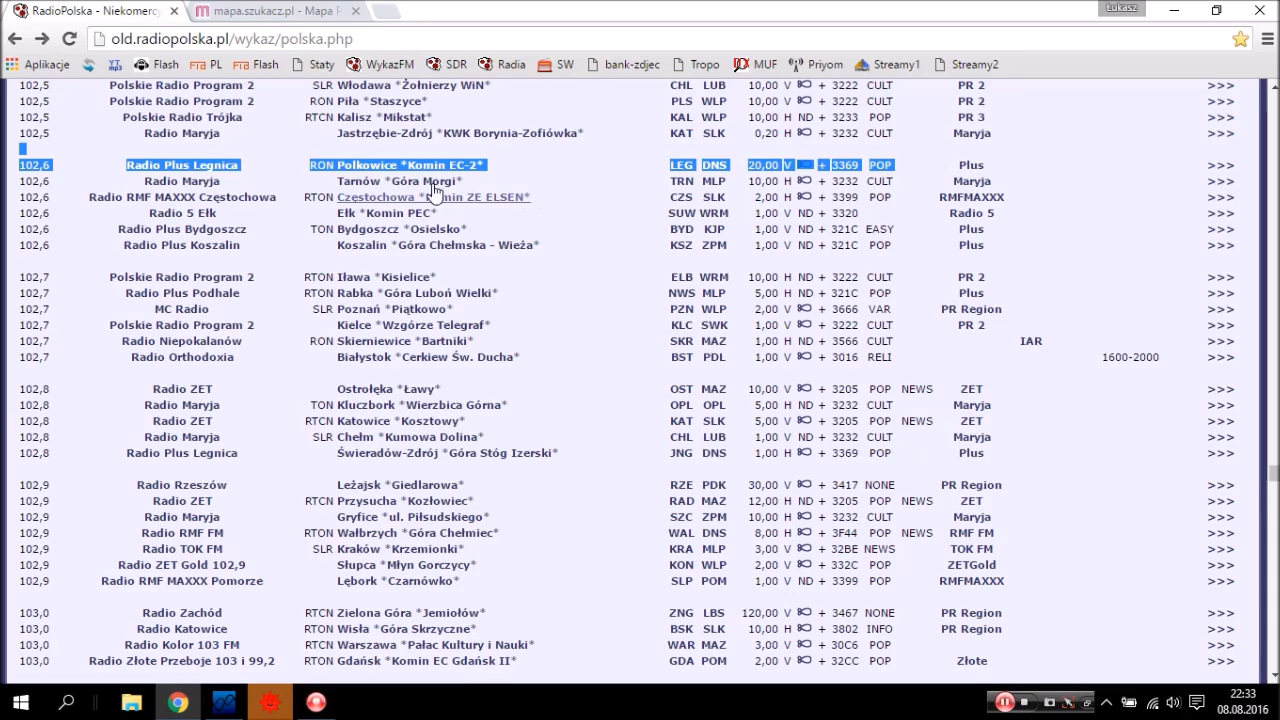 RadioPolska - Niekomercy
mapa.szukacz.pl - Mapa P
Łukasz
old.radiopolska.pl/wykaz/polska.php
Aplikacje YT mp3 Flash FTA PL FTA Flash Staty WykazFM SDR Radia SW bank-zdjec Tropo MUF Priyom Streamy1 Streamy2
102,5 Polskie Radio Program 2 SLR Włodawa *Żołnierzy WiN* CHL LUB 10,00 V + 3222 CULT PR 2 >>>
102,5 Polskie Radio Program 2 RON Piła *Staszyce* PLS WLP 10,00 V + 3222 CULT PR 2 >>>
102,5 Polskie Radio Trójka RTCN Kalisz *Mikstat* KAL WLP 10,00 H ND + 3233 CULT PR 3 >>>
102,5 Radio Maryja Jastrzębie-Zdrój *KWK Borynia-Zofiówka* KAT SLK 0,20 H ND + 3232 CULT Maryja >>>
102,6 Radio Plus Legnica RON Polkowice *Komin EC-2* LEG DNS 20,00 V + 3369 POP Plus >>>
102,6 Radio Maryja Tarnów *Góra Morgi* TRN MLP 10,00 H + 3232 CULT Maryja >>>
102,6 Radio RMF MAXXX Częstochowa RTON Częstochowa *Komin ZE ELSEN* CZS SLK 2,00 H + 3399 POP RMFMAXXX >>>
102,6 Radio 5 Ełk Ełk *Komin PEC* SUW WRM 1,00 V ND + 3320 Radio 5 >>>
102,6 Radio Plus Bydgoszcz TON Bydgoszcz *Osielsko* BYD KJP 1,00 V ND + 321C EASY Plus >>>
102,6 Radio Plus Koszalin Koszalin *Góra Chełmska - Wieża* KSZ ZPM 1,00 V ND + 321C POP Plus >>>
102,7 Polskie Radio Program 2 RTON Iława *Kisielice* ELB WRM 10,00 H ND + 3222 CULT PR 2 >>>
102,7 Radio Plus Podhale RTON Rabka *Góra Luboń Wielki* NWS MLP 5,00 H ND + 321C POP Plus >>>
102,7 MC Radio SLR Poznań *Piątkowo* PZN WLP 2,00 V + 3666 VAR PR Region >>>
102,7 Polskie Radio Program 2 Kielce *Wzgórze Telegraf* KLC SWK 1,00 V ND + 3222 CULT PR 2 >>>
102,7 Radio Niepokalanów RON Skierniewice *Bartniki* SKR MAZ 1,00 H ND + 3566 CULT IAR >>>
102,7 Radio Orthodoxia Białystok *Cerkiew Św. Ducha* BST PDL 1,00 V ND + 3016 RELI 1600-2000 >>>
102,8 Radio ZET Ostrołęka *Ławy* OST MAZ 10,00 V + 3205 POP NEWS ZET >>>
102,8 Radio Maryja TON Kluczbork *Wierzbica Górna* OPL OPL 5,00 H ND + 3232 CULT Maryja >>>
102,8 Radio ZET RTCN Katowice *Kosztowy* KAT SLK 5,00 V + 3205 POP NEWS ZET >>>
102,8 Radio Maryja SLR Chełm *Kumowa Dolina* CHL LUB 1,00 V ND + 3232 CULT Maryja >>>
102,8 Radio Plus Legnica Świeradów-Zdrój *Góra Stóg Izerski* JNG DNS 1,00 H + 3369 POP Plus >>>
102,9 Radio Rzeszów Leżajsk *Giedlarowa* RZE PDK 30,00 V + 3417 NONE PR Region >>>
102,9 Radio ZET RTCN Przysucha *Kozłowiec* RAD MAZ 12,00 H ND + 3205 POP NEWS ZET >>>
102,9 Radio Maryja Gryfice *ul. Piłsudskiego* SZC ZPM 10,00 H + 3232 CULT Maryja >>>
102,9 Radio RMF FM RTON Wałbrzych *Góra Chełmiec* WAL DNS 8,00 H + 3F44 POP NEWS RMF FM >>>
102,9 Radio TOK FM SLR Kraków *Krzemionki* KRA MLP 3,00 V + 32BE NEWS TOK FM >>>
102,9 Radio ZET Gold 102,9 Słupca *Młyn Gorczycy* KON WLP 2,00 V + 332C POP ZETGold >>>
102,9 Radio RMF MAXXX Pomorze Lębork *Czarnówko* SLP POM 1,00 V ND + 3399 POP RMFMAXXX >>>
103,0 Radio Zachód RTCN Zielona Góra *Jemiołów* ZNG LBS 120,00 V + 3467 NONE PR Region >>>
103,0 Radio Katowice RTCN Wisła *Góra Skrzyczne* BSK SLK 10,00 H + 3802 INFO PR Region >>>
103,0 Radio Kolor 103 FM RTCN Warszawa *Pałac Kultury i Nauki* WAR MAZ 3,00 V + 30C6 POP >>>
103,0 Radio Złote Przeboje 103 i 99,2 RTON Gdańsk *Komin EC Gdańsk II* GDA POM 2,00 V + 32CC POP Złote >>>
22:33
08.08.2016